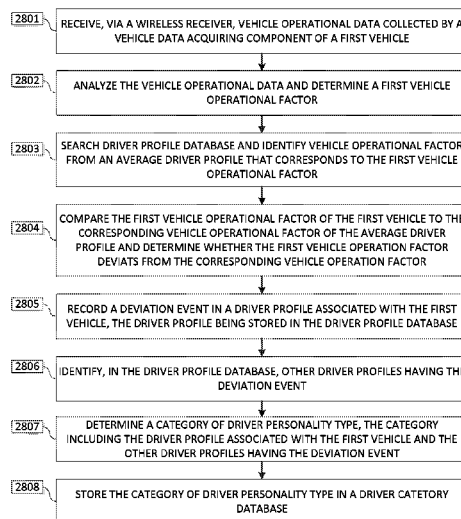 2801
RECEIVE, VIA A WIRELESS RECEIVER, VEHICLE OPERATIONAL DATA COLLECTED BY A
VEHICLE DATA ACQUIRING COMPONENT OF A FIRST VEHICLE
2802
ANALYZE THE VEHICLE OPERATIONAL DATA AND DETERMINE A FIRST VEHICLE
OPERATIONAL FACTOR
2803
SEARCH DRIVER PROFILE DATABASE AND IDENTIFY VEHICLE OPERATIONAL FACTOR
FROM AN AVERAGE DRIVER PROFILE THAT CORRESPONDS TO THE FIRST VEHICLE
OPERATIONAL FACTOR
2804
COMPARE THE FIRST VEHICLE OPERATIONAL FACTOR OF THE FIRST VEHICLE TO THE
CORRESPONDING VEHICLE OPERATIONAL FACTOR OF THE AVERAGE DRIVER
PROFILE AND DETERMINE WHETHER THE FIRST VEHICLE OPERATION FACTOR
DEVIATS FROM THE CORRESPONDING VEHICLE OPERATION FACTOR
2805
RECORD A DEVIATION EVENT IN A DRIVER PROFILE ASSOCIATED WITH THE FIRST
VEHICLE, THE DRIVER PROFILE BEING STORED IN THE DRIVER PROFILE DATABASE
2806
IDENTIFY, IN THE DRIVER PROFILE DATABASE, OTHER DRIVER PROFILES HAVING THE
DEVIATION EVENT
2807
DETERMINE A CATEGORY OF DRIVER PERSONALITY TYPE, THE CATEGORY
INCLUDING THE DRIVER PROFILE ASSOCIATED WITH THE FIRST VEHICLE AND THE
OTHER DRIVER PROFILES HAVING THE DEVIATION EVENT
2808
STORE THE CATEGORY OF DRIVER PERSONALITY TYPE IN A DRIVER CATETORY
DATABASE